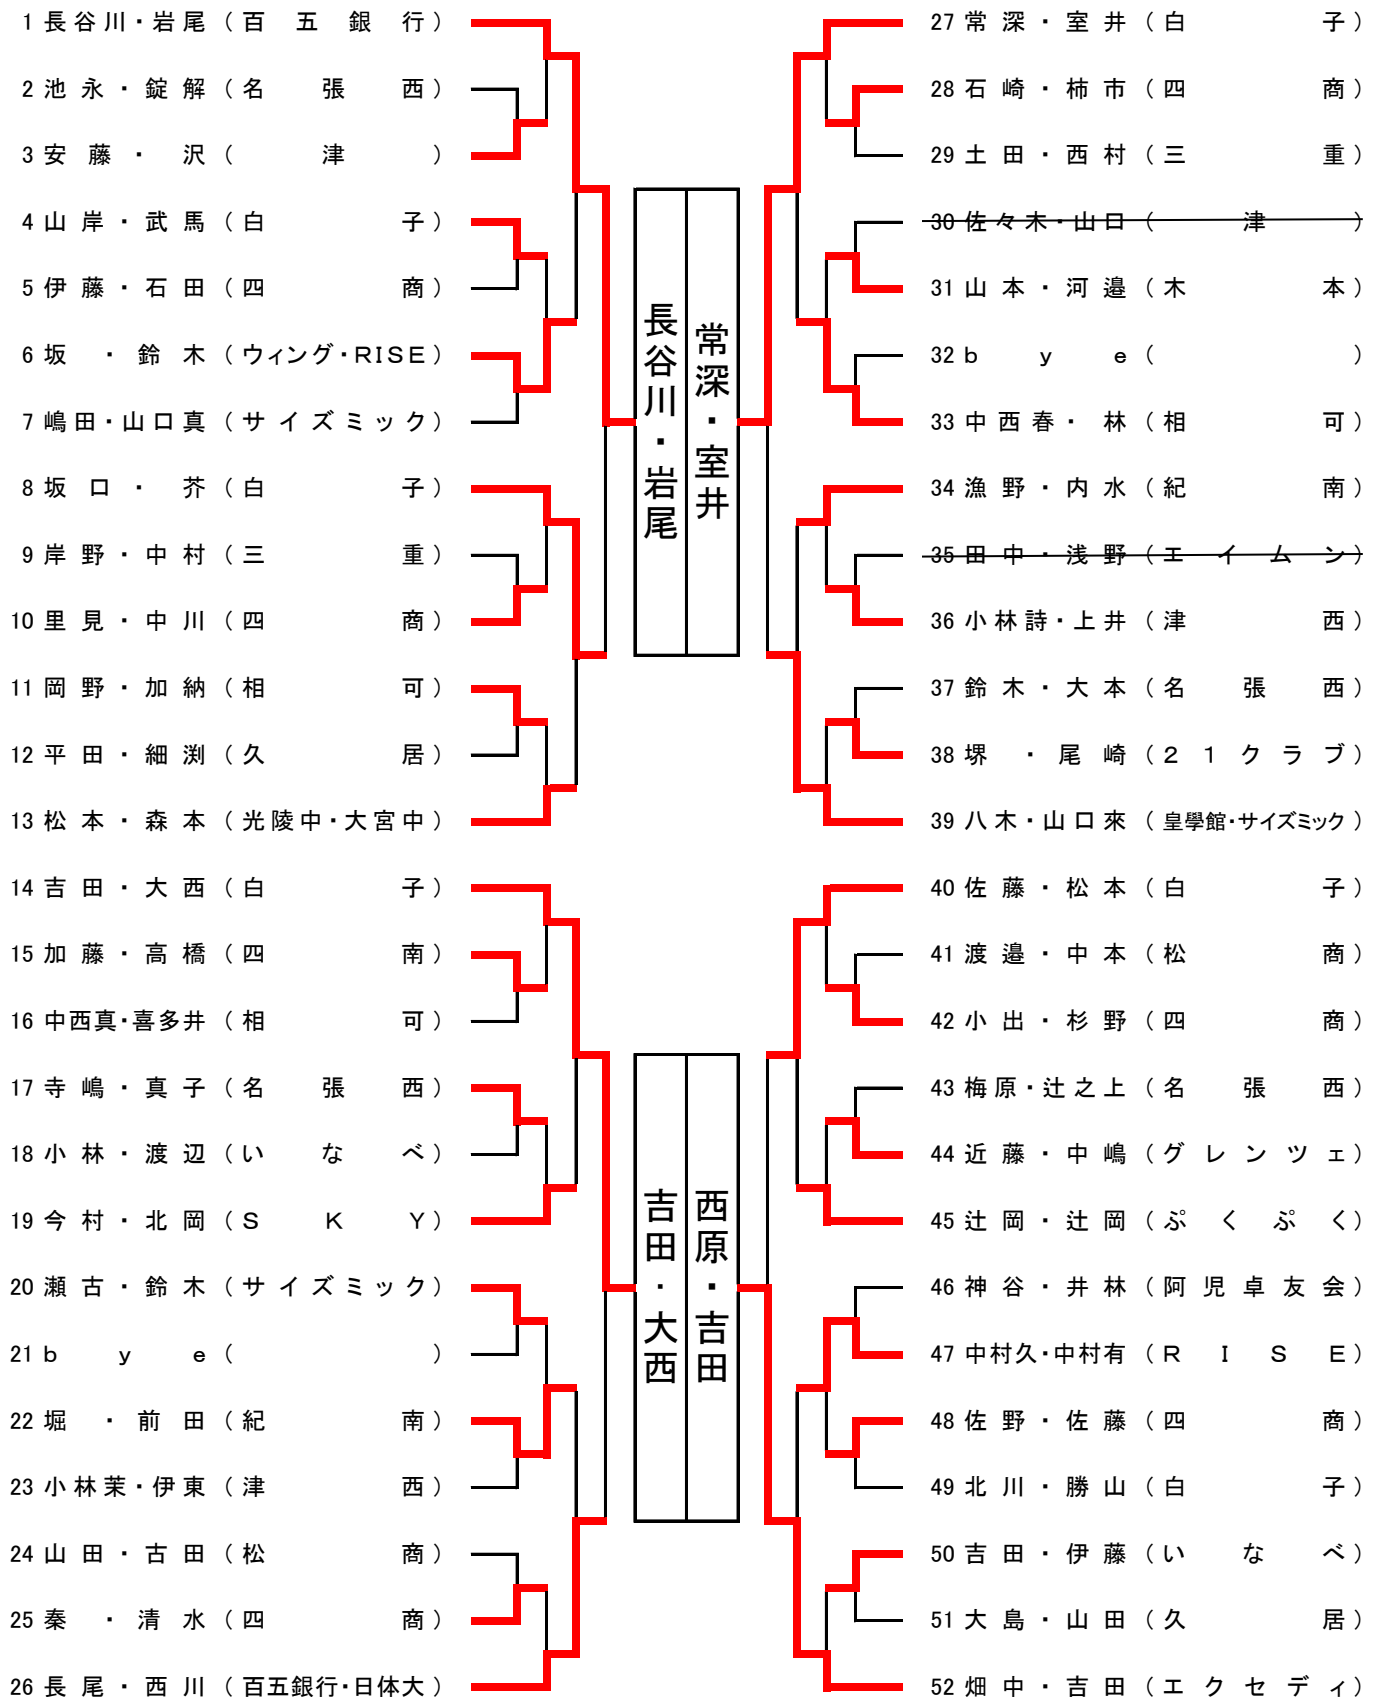 1 長谷川・岩尾 (百五銀行)
2 池永・錠解 (名張西)
3 安藤・沢 (津)
4 山岸・武馬 (白子)
5 伊藤・石田 (四商)
6 坂・鈴木 (ウィング・RISE)
7 嶋田・山口真 (サイズミック)
8 坂口・芥 (白子)
9 岸野・中村 (三重)
10 里見・中川 (四商)
11 岡野・加納 (相可)
12 平田・細渕 (久居)
13 松本・森本 (光陵中・大宮中)
14 吉田・大西 (白子)
15 加藤・高橋 (四南)
16 中西真・喜多井 (相可)
17 寺嶋・真子 (名張西)
18 小林・渡辺 (いなべ)
19 今村・北岡 (SKY)
20 瀬古・鈴木 (サイズミック)
21 bye ( )
22 堀・前田 (紀南)
23 小林茉・伊東 (津西)
24 山田・古田 (松商)
25 秦・清水 (四商)
26 長尾・西川 (百五銀行・日体大)
長谷川・岩尾
常深・室井
吉田・大西
西原・吉田
27 常深・室井 (白子)
28 石崎・柿市 (四商)
29 土田・西村 (三重)
30 佐々木・山口 (津)
31 山本・河邉 (木本)
32 bye ( )
33 中西春・林 (相可)
34 漁野・内水 (紀南)
35 田中・浅野 (エイムン)
36 小林詩・上井 (津西)
37 鈴木・大本 (名張西)
38 堺・尾崎 (21クラブ)
39 八木・山口來 (皇學館・サイズミック)
40 佐藤・松本 (白子)
41 渡邉・中本 (松商)
42 小出・杉野 (四商)
43 梅原・辻之上 (名張西)
44 近藤・中嶋 (グレンツェ)
45 辻岡・辻岡 (ぷくぷく)
46 神谷・井林 (阿児卓友会)
47 中村久・中村有 (RISE)
48 佐野・佐藤 (四商)
49 北川・勝山 (白子)
50 吉田・伊藤 (いなべ)
51 大島・山田 (久居)
52 畑中・吉田 (エクセディ)